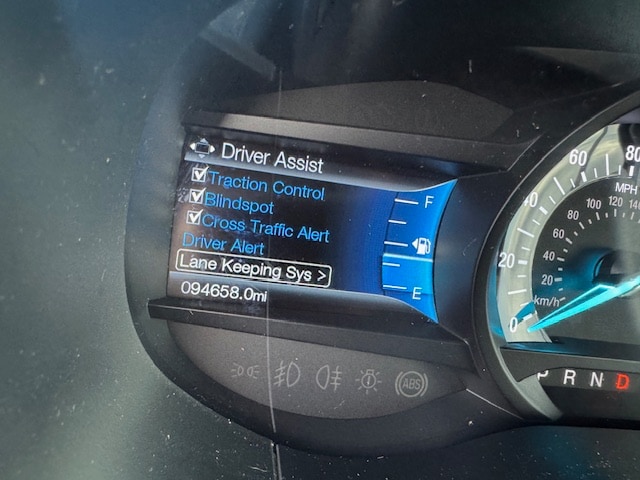 Driver Assist
Traction Control
Blindspot
Cross Traffic Alert
Driver Alert
Lane Keeping Sys >
094658.0mi
F
E
ABS
0
20
40
60
80
MPH
km/h
20
40
60
80
100
120
140
P R N D